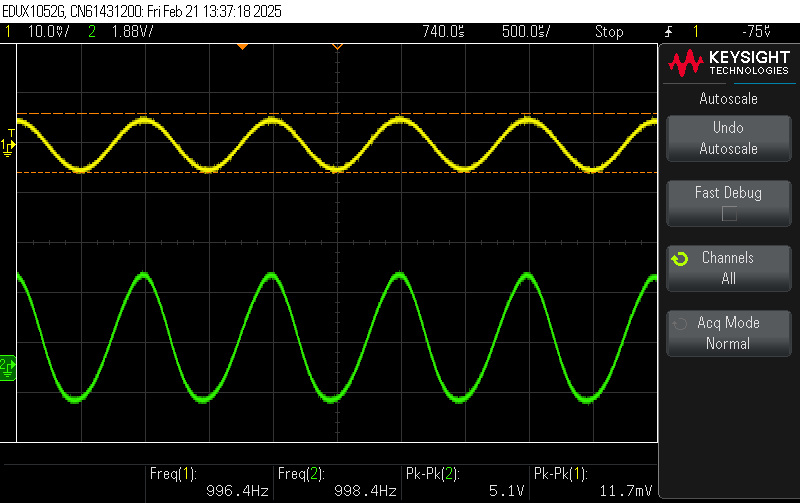 EDUX1052G, CN61431200: Fri Feb 21 13:37:18 2025
1 10.0V/ 2 1.88V/ 740.0s 500.0s/ Stop 1 -75V
KEYSIGHT
TECHNOLOGIES
Autoscale
Undo
Autoscale
Fast Debug
Channels
All
Acq Mode
Normal
T
1
2
Freq(1): Freq(2): Pk-Pk(2): Pk-Pk(1):
996.4Hz 998.4Hz 5.1V 11.7mV